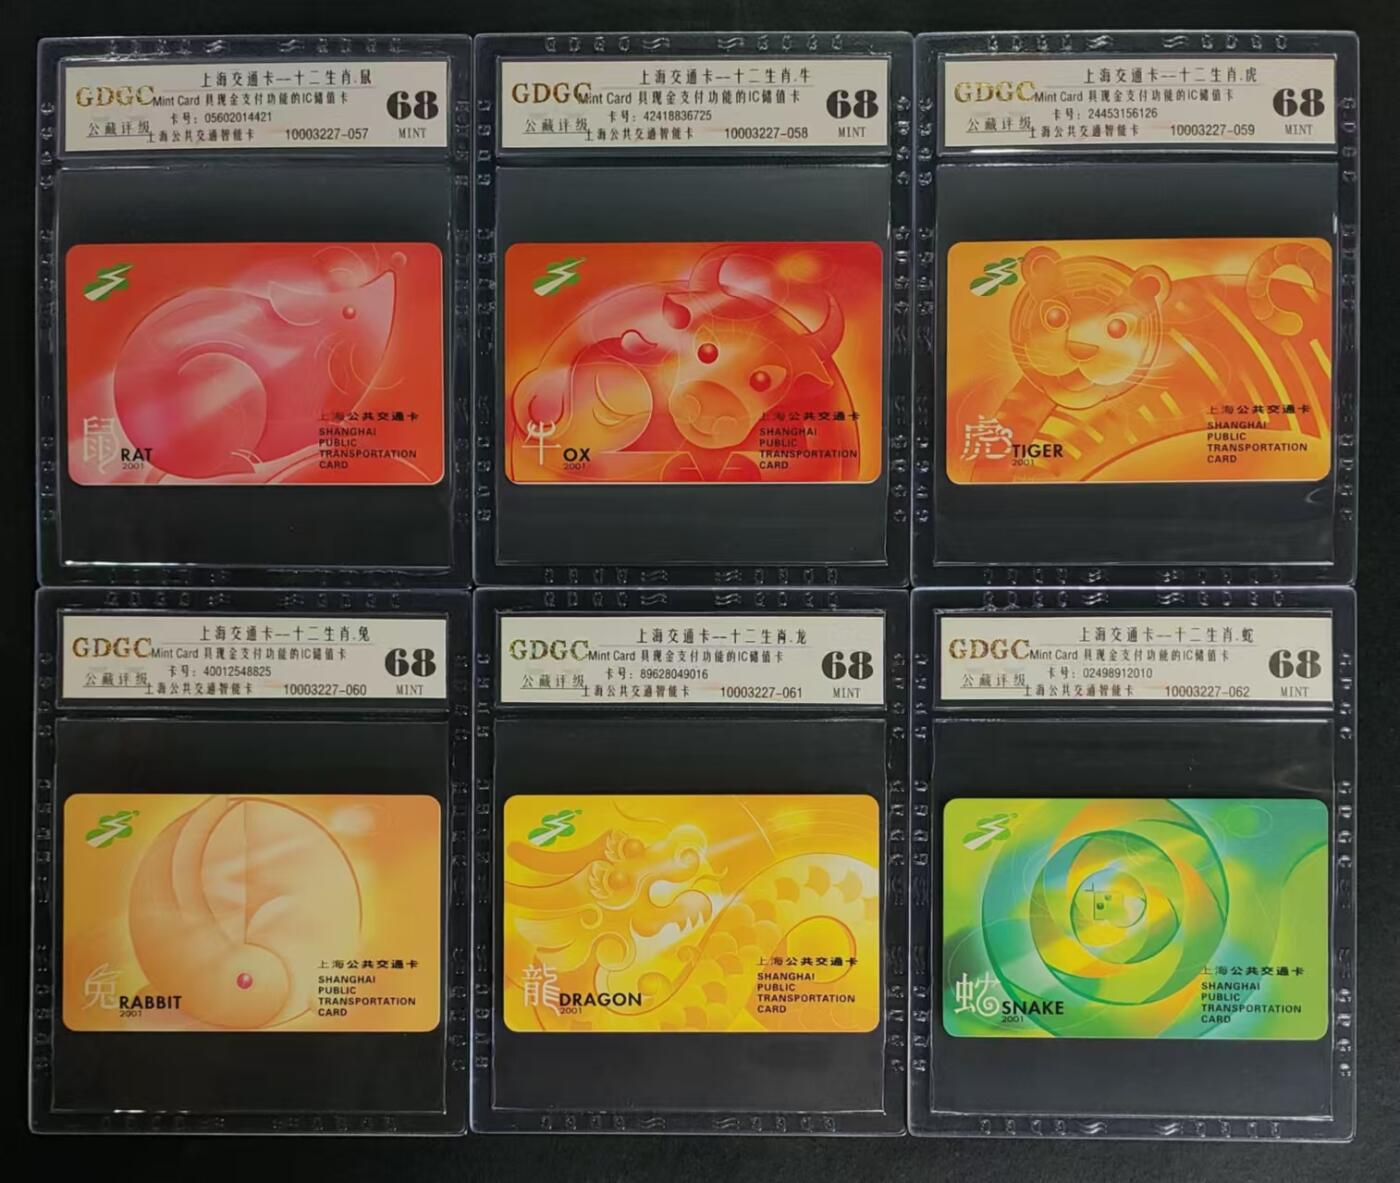 上海交通卡--十二生肖.鼠
GDGC Mint Card 具现金支付功能的IC储值卡
卡号: 05602014421
68
公藏评级
上海公共交通智能卡
10003227-057
MINT
上海公共交通卡
SHANGHAI
PUBLIC
TRANSPORTATION
CARD
鼠 RAT
2001
上海交通卡--十二生肖.牛
GDGC Mint Card 具现金支付功能的IC储值卡
卡号: 42418836725
68
公藏评级
上海公共交通智能卡
10003227-058
MINT
上海公共交通卡
SHANGHAI
PUBLIC
TRANSPORTATION
CARD
牛 OX
2001
上海交通卡--十二生肖.虎
GDGC Mint Card 具现金支付功能的IC储值卡
卡号: 24453156126
68
公藏评级
上海公共交通智能卡
10003227-059
MINT
上海公共交通卡
SHANGHAI
PUBLIC
TRANSPORTATION
CARD
虎 TIGER
2001
上海交通卡--十二生肖.兔
GDGC Mint Card 具现金支付功能的IC储值卡
卡号: 40012548825
68
公藏评级
上海公共交通智能卡
10003227-060
MINT
上海公共交通卡
SHANGHAI
PUBLIC
TRANSPORTATION
CARD
兔 RABBIT
2001
上海交通卡--十二生肖.龙
GDGC Mint Card 具现金支付功能的IC储值卡
卡号: 89628049016
68
公藏评级
上海公共交通智能卡
10003227-061
MINT
上海公共交通卡
SHANGHAI
PUBLIC
TRANSPORTATION
CARD
龍 DRAGON
2001
上海交通卡--十二生肖.蛇
GDGC Mint Card 具现金支付功能的IC储值卡
卡号: 02498912010
68
公藏评级
上海公共交通智能卡
10003227-062
MINT
上海公共交通卡
SHANGHAI
PUBLIC
TRANSPORTATION
CARD
蛇 SNAKE
2001